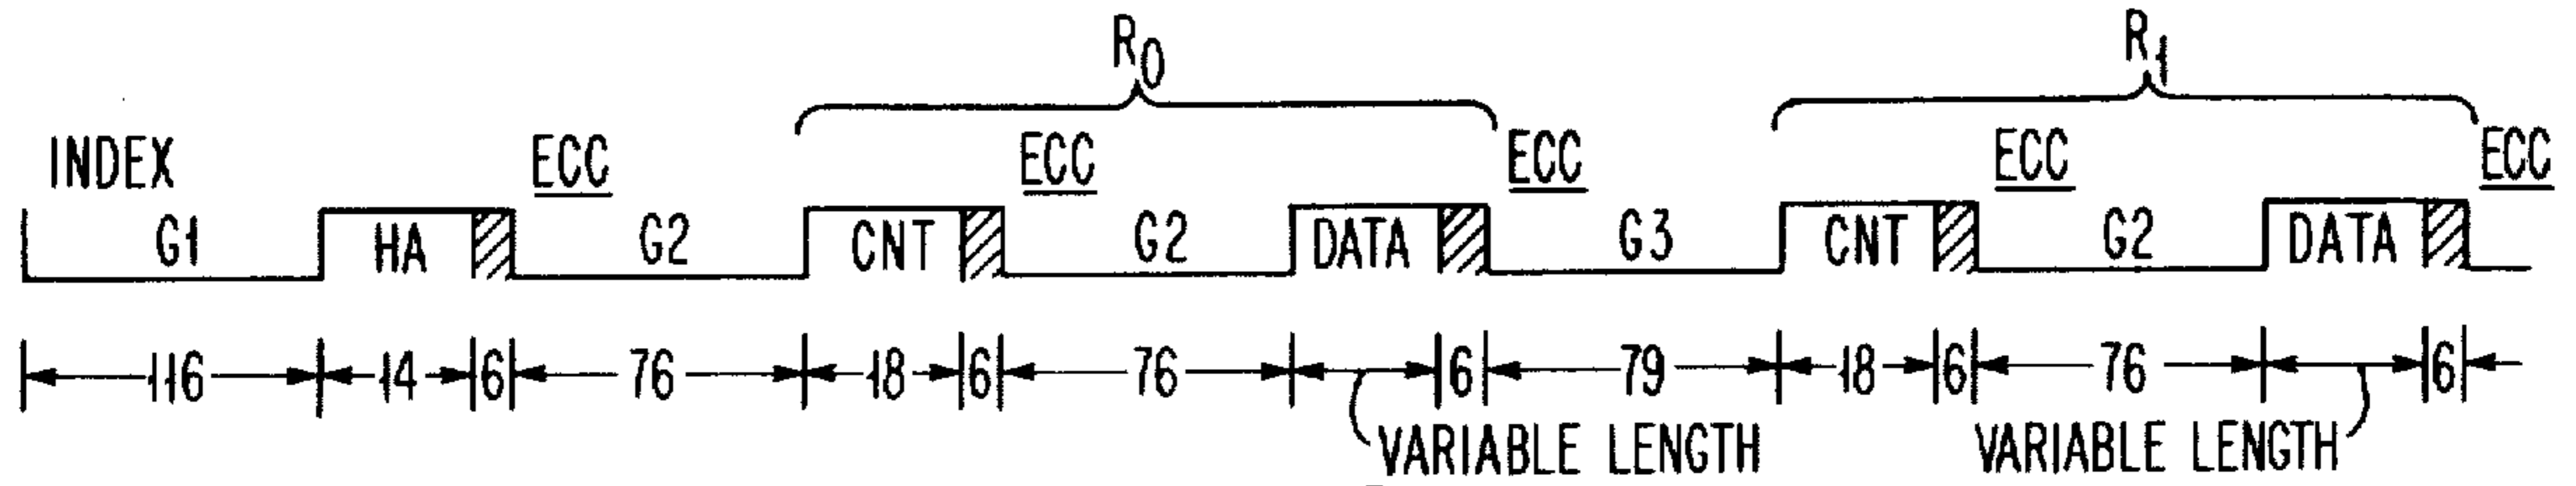 R0 R1
INDEX ECC ECC ECC ECC ECC
G1 HA G2 CNT G2 DATA G3 CNT G2 DATA
116 14 6 76 18 6 76 6 79 18 6 76 6
VARIABLE LENGTH VARIABLE LENGTH